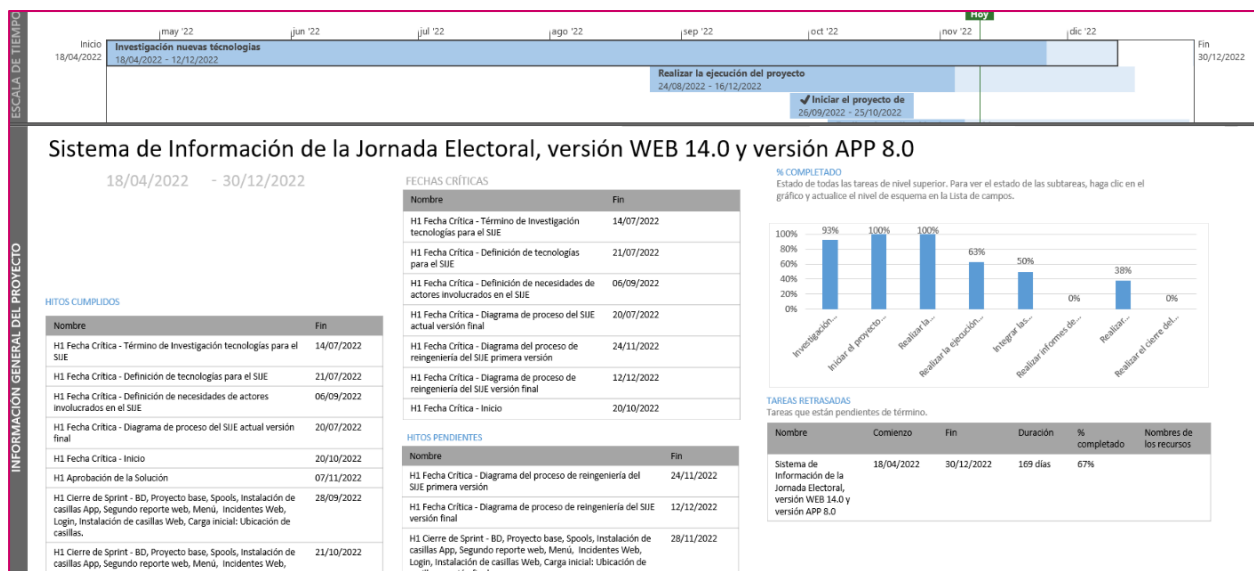 ESCALA DE TIEMPO
Hoy
may '22
jun '22
jul '22
ago '22
sep '22
oct '22
nov '22
dic '22
Inicio
18/04/2022
Investigación nuevas técnologías
18/04/2022 - 12/12/2022
Fin
30/12/2022
Realizar la ejecución del proyecto
24/08/2022 - 16/12/2022
✔ Iniciar el proyecto de
26/09/2022 - 25/10/2022
INFORMACIÓN GENERAL DEL PROYECTO
Sistema de Información de la Jornada Electoral, versión WEB 14.0 y versión APP 8.0
18/04/2022 - 30/12/2022
HITOS CUMPLIDOS
Nombre Fin
H1 Fecha Crítica - Término de Investigación tecnologías para el 14/07/2022
SIJE
H1 Fecha Crítica - Definición de tecnologías para el SIJE 21/07/2022
H1 Fecha Crítica - Definición de necesidades de actores 06/09/2022
involucrados en el SIJE
H1 Fecha Crítica - Diagrama de proceso del SIJE actual versión 20/07/2022
final
H1 Fecha Crítica - Inicio 20/10/2022
H1 Aprobación de la Solución 07/11/2022
H1 Cierre de Sprint - BD, Proyecto base, Spools, Instalación de 28/09/2022
casillas App, Segundo reporte web, Menú, Incidentes Web,
Login, Instalación de casillas Web, Carga inicial: Ubicación de
casillas.
H1 Cierre de Sprint - BD, Proyecto base, Spools, Instalación de 21/10/2022
casillas App, Segundo reporte web, Menú, Incidentes Web,
FECHAS CRÍTICAS
Nombre Fin
H1 Fecha Crítica - Término de Investigación 14/07/2022
tecnologías para el SIJE
H1 Fecha Crítica - Definición de tecnologías 21/07/2022
para el SIJE
H1 Fecha Crítica - Definición de necesidades de 06/09/2022
actores involucrados en el SIJE
H1 Fecha Crítica - Diagrama de proceso del SIJE 20/07/2022
actual versión final
H1 Fecha Crítica - Diagrama del proceso de 24/11/2022
reingeniería del SIJE primera versión
H1 Fecha Crítica - Diagrama de proceso de 12/12/2022
reingeniería del SIJE versión final
H1 Fecha Crítica - Inicio 20/10/2022
HITOS PENDIENTES
Nombre Fin
H1 Fecha Crítica - Diagrama del proceso de reingeniería del 24/11/2022
SIJE primera versión
H1 Fecha Crítica - Diagrama de proceso de reingeniería del SIJE 12/12/2022
versión final
H1 Cierre de Sprint - BD, Proyecto base, Spools, Instalación de 28/11/2022
casillas App, Segundo reporte web, Menú, Incidentes Web,
Login, Instalación de casillas Web, Carga inicial: Ubicación de
% COMPLETADO
Estado de todas las tareas de nivel superior. Para ver el estado de las subtareas, haga clic en el
gráfico y actualice el nivel de esquema en la Lista de campos.
100%
80%
60%
40%
20%
0%
93%
100%
100%
63%
50%
0%
38%
0%
Investigación...
Iniciar el proyecto...
Realizar la...
Realizar la ejecución...
Integrar las...
Realizar informes de...
Realizar...
Realizar el cierre del...
TAREAS RETRASADAS
Tareas que están pendientes de término.
Nombre Comienzo Fin Duración % completado Nombres de los recursos
Sistema de 18/04/2022 30/12/2022 169 días 67%
Información de la
Jornada Electoral,
versión WEB 14.0 y
versión APP 8.0